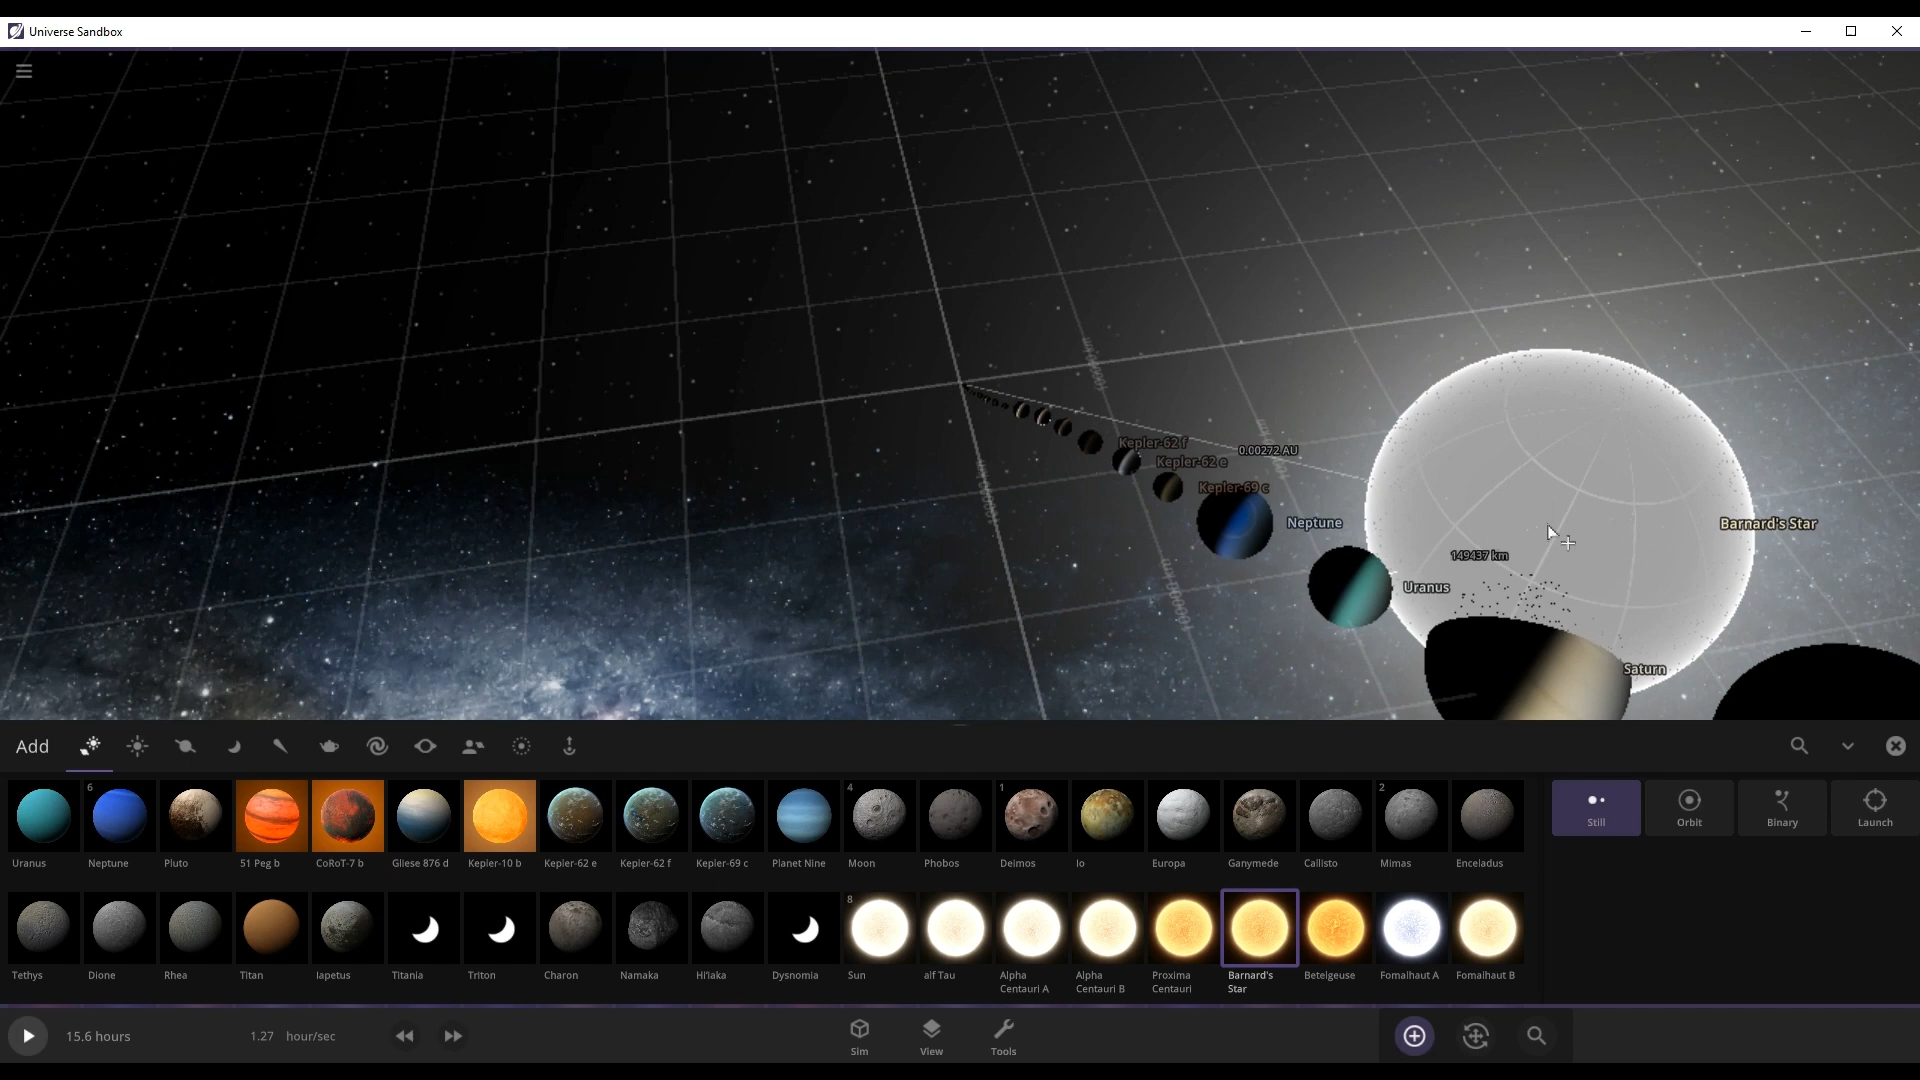 Universe Sandbox
Kepler-62 f
0.00272 AU
Kepler-62 e
Kepler-69 c
Neptune
Barnard's Star
149437 km
Uranus
Saturn
Add
6
4
1
2
Uranus
Neptune
Pluto
51 Peg b
CoRoT-7 b
Gliese 876 d
Kepler-10 b
Kepler-62 e
Kepler-62 f
Kepler-69 c
Planet Nine
Moon
Phobos
Deimos
Io
Europa
Ganymede
Callisto
Mimas
Enceladus
Still
Orbit
Binary
Launch
8
Tethys
Dione
Rhea
Titan
Iapetus
Titania
Triton
Charon
Namaka
Hi'iaka
Dysnomia
Sun
alf Tau
Alpha
Centauri A
Alpha
Centauri B
Proxima
Centauri
Barnard's
Star
Betelgeuse
Fomalhaut A
Fomalhaut B
15.6 hours
1.27 hour/sec
Sim
View
Tools